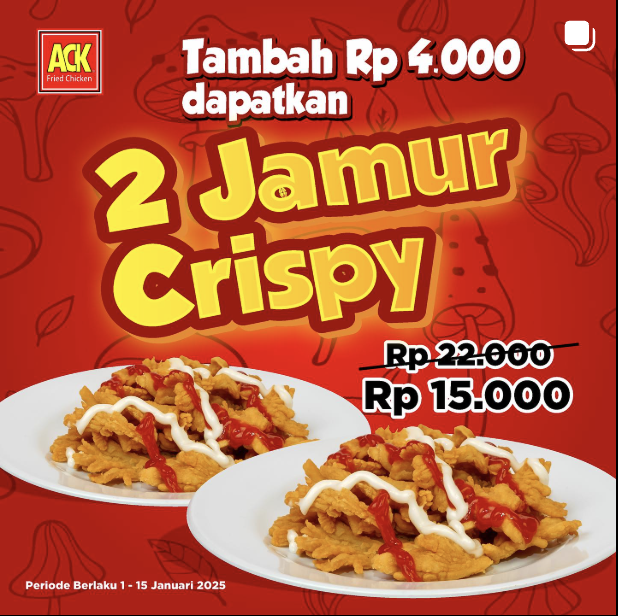 ACK
Fried Chicken
Tambah Rp 4.000
dapatkan
2 Jamur
Crispy
Rp 22.000
Rp 15.000
Periode Berlaku 1 - 15 Januari 2025